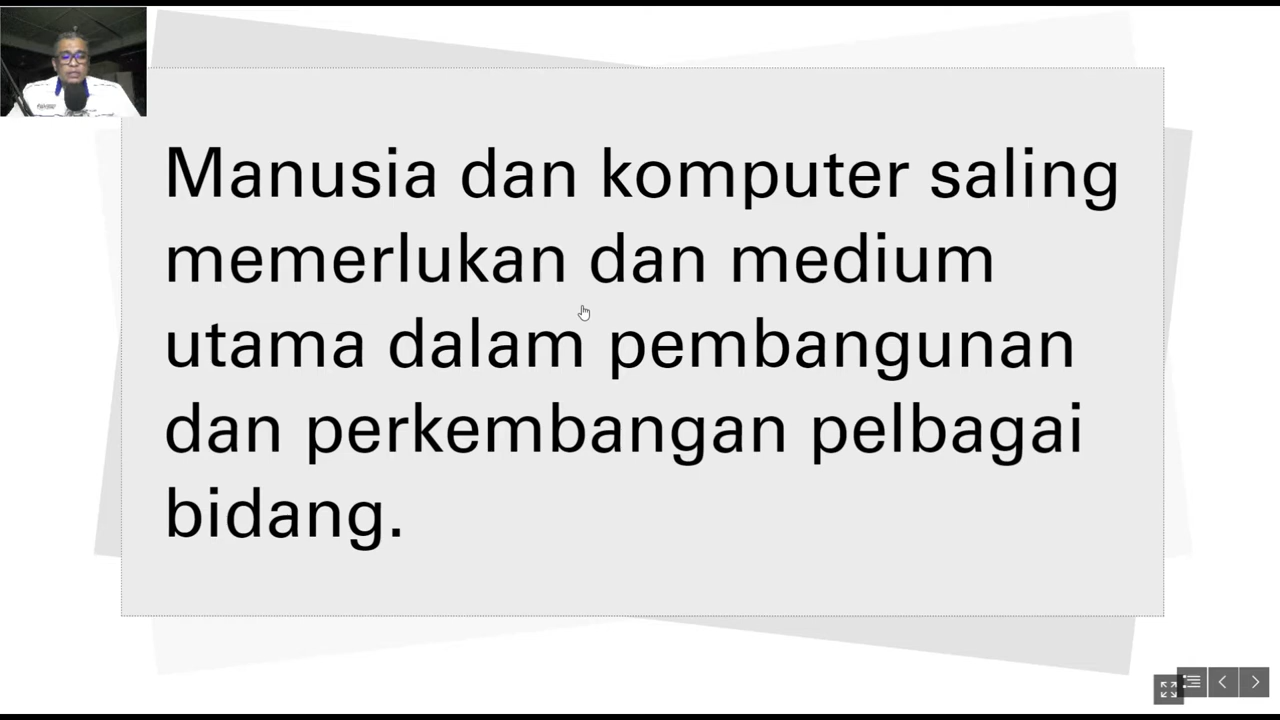 Manusia dan komputer saling
memerlukan dan medium
utama dalam pembangunan
dan perkembangan pelbagai
bidang.